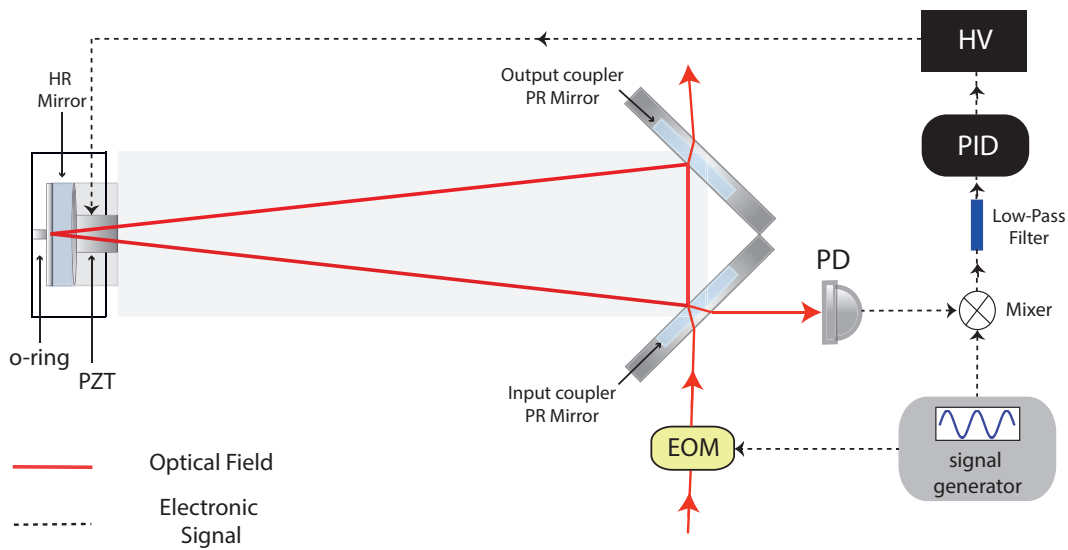 HV
Output coupler
PR Mirror
HR
Mirror
PID
Low-Pass
Filter
PD
Mixer
o-ring
PZT
Input coupler
PR Mirror
EOM
signal
generator
Optical Field
Electronic
Signal